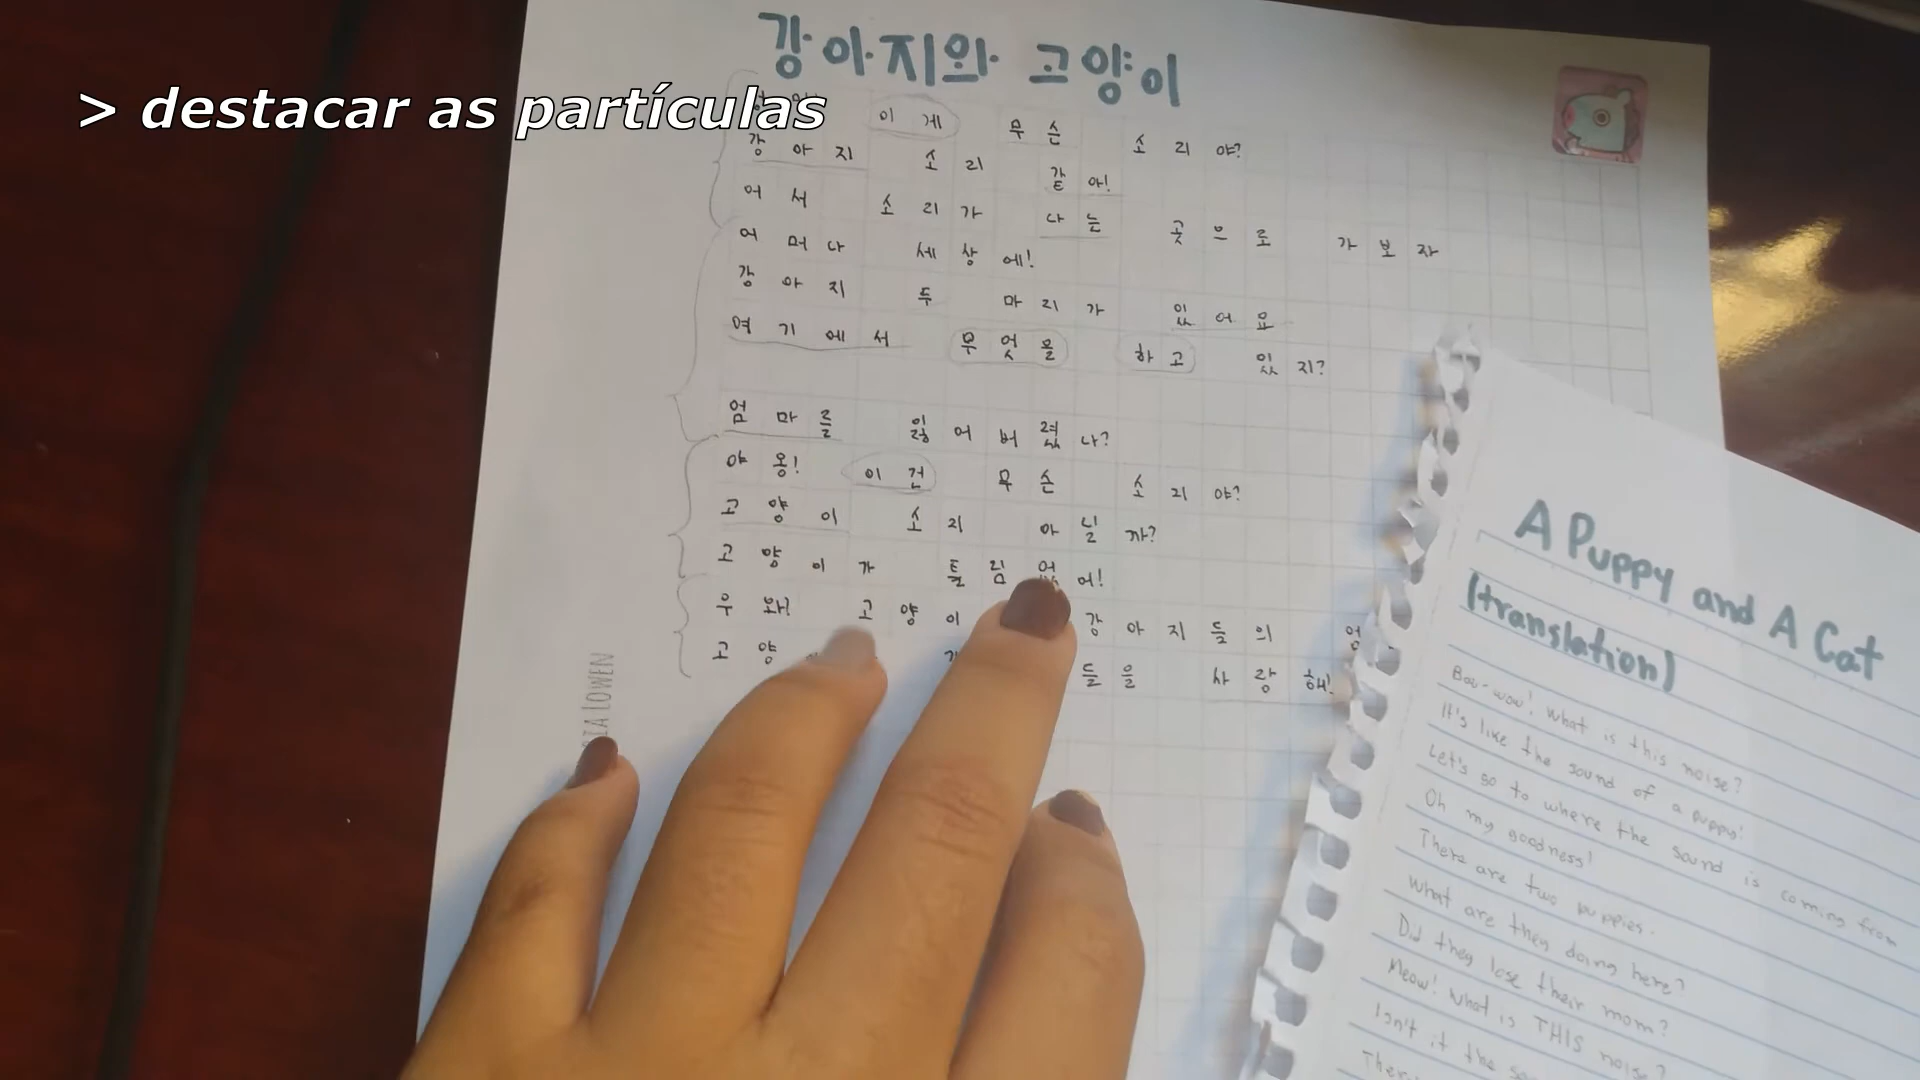 > destacar as partículas
강아지와 고양이
이게 무슨 소리야?
강아지 소리 같아!
어서 소리가 나는 곳으로 가보자
어머나 세상에!
강아지 두 마리가 있어요
여기에서 무엇을 하고 있지?
엄마를 잃어버렸나?
야옹! 이건 무슨 소리야?
고양이 소리 아닐까?
고양이가 틀림없어!
우와! 고양이 강아지들의
고양 들을 사랑해!
LOWEN
A Puppy and A Cat
(translation)
Bow-wow! What is this noise?
It's like the sound of a puppy!
Let's go to where the sound is coming from
Oh my goodness!
There are two puppies.
What are they doing here?
Did they lose their mom?
Meow! What is THIS noise?
Isn't it the